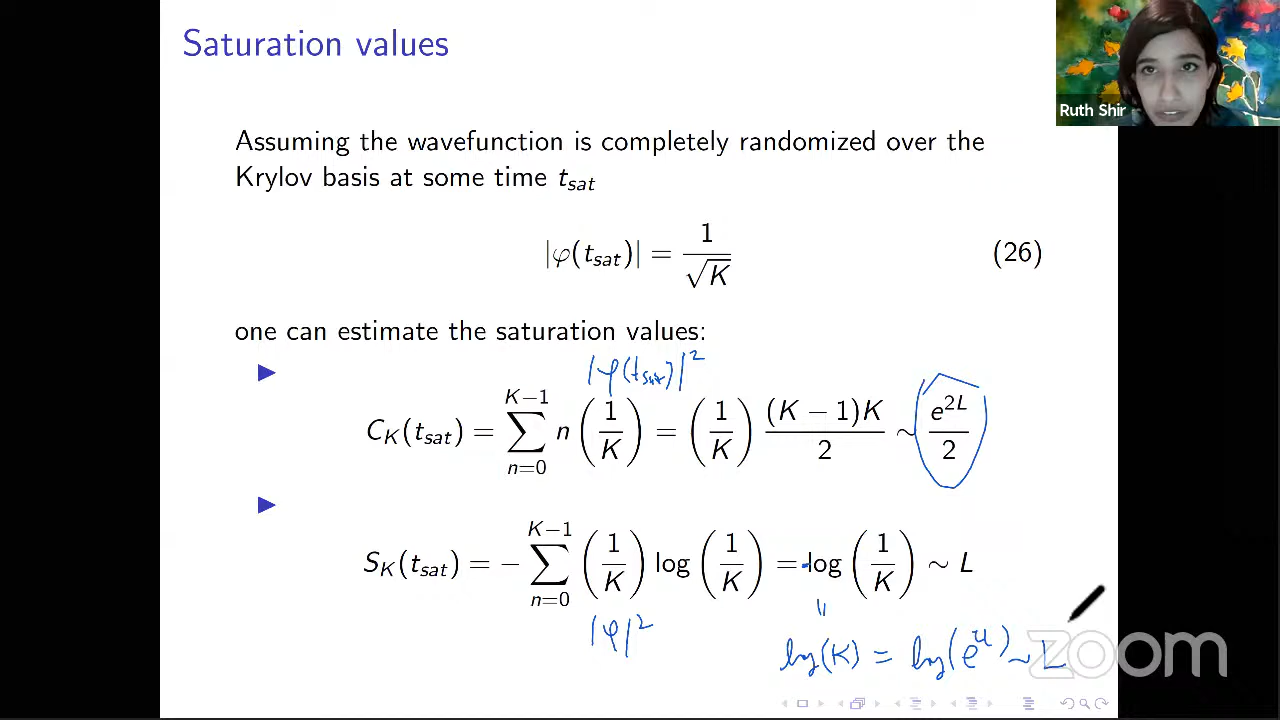 Saturation values
Ruth Shir
Assuming the wavefunction is completely randomized over the
Krylov basis at some time t_sat
|φ(t_sat)| = 1/√K (26)
one can estimate the saturation values:
|φ(t_sat)|²
C_K(t_sat) = ∑_{n=0}^{K−1} n (1/K) = (1/K) (K−1)K/2 ∼ e^{2L}/2
S_K(t_sat) = − ∑_{n=0}^{K−1} (1/K) log (1/K) = -log (1/K) ∼ L
|φ|²
log(K) = log(e^{2L}) ~ L
zoom